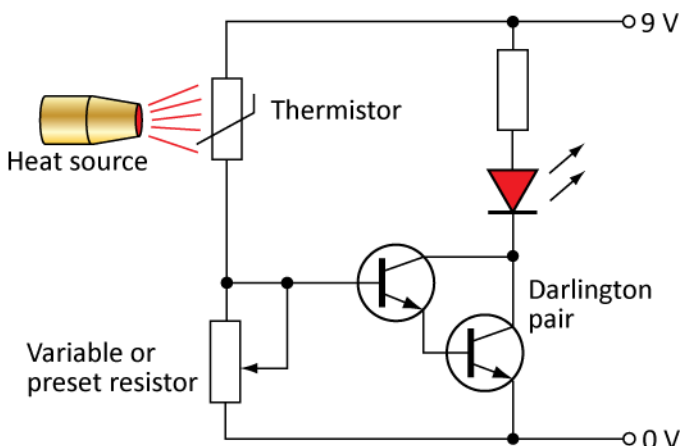 9 V
Thermistor
Heat source
Darlington
pair
Variable or
preset resistor
0 V